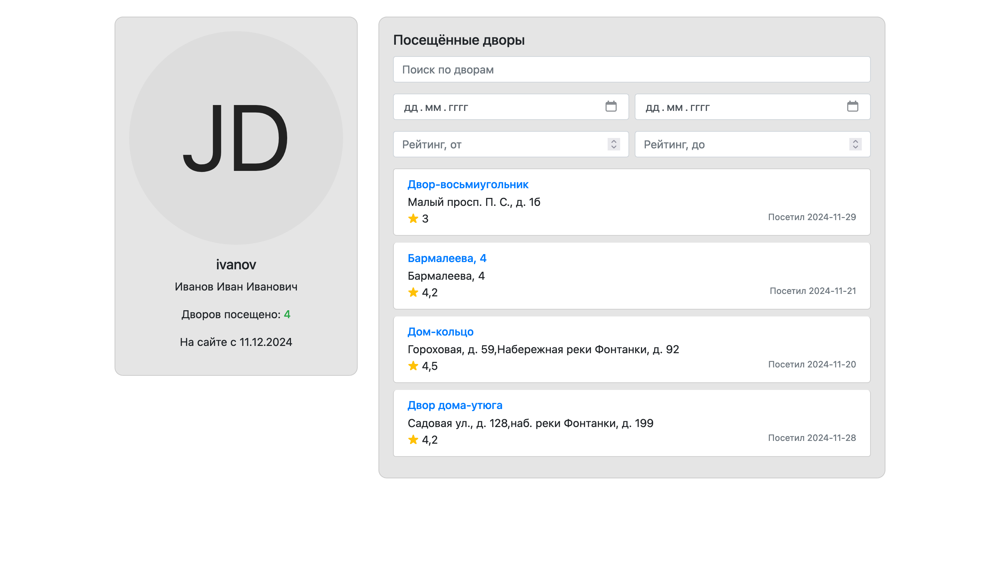 JD
ivanov
Иванов Иван Иванович
Дворов посещено: 4
На сайте с 11.12.2024
Посещённые дворы
Поиск по дворам
дд.мм.гггг
дд.мм.гггг
Рейтинг, от
Рейтинг, до
Двор-восьмиугольник
Малый просп. П. С., д. 1б
3
Посетил 2024-11-29
Бармалеева, 4
Бармалеева, 4
4,2
Посетил 2024-11-21
Дом-кольцо
Гороховая, д. 59,Набережная реки Фонтанки, д. 92
4,5
Посетил 2024-11-20
Двор дома-утюга
Садовая ул., д. 128,наб. реки Фонтанки, д. 199
4,2
Посетил 2024-11-28